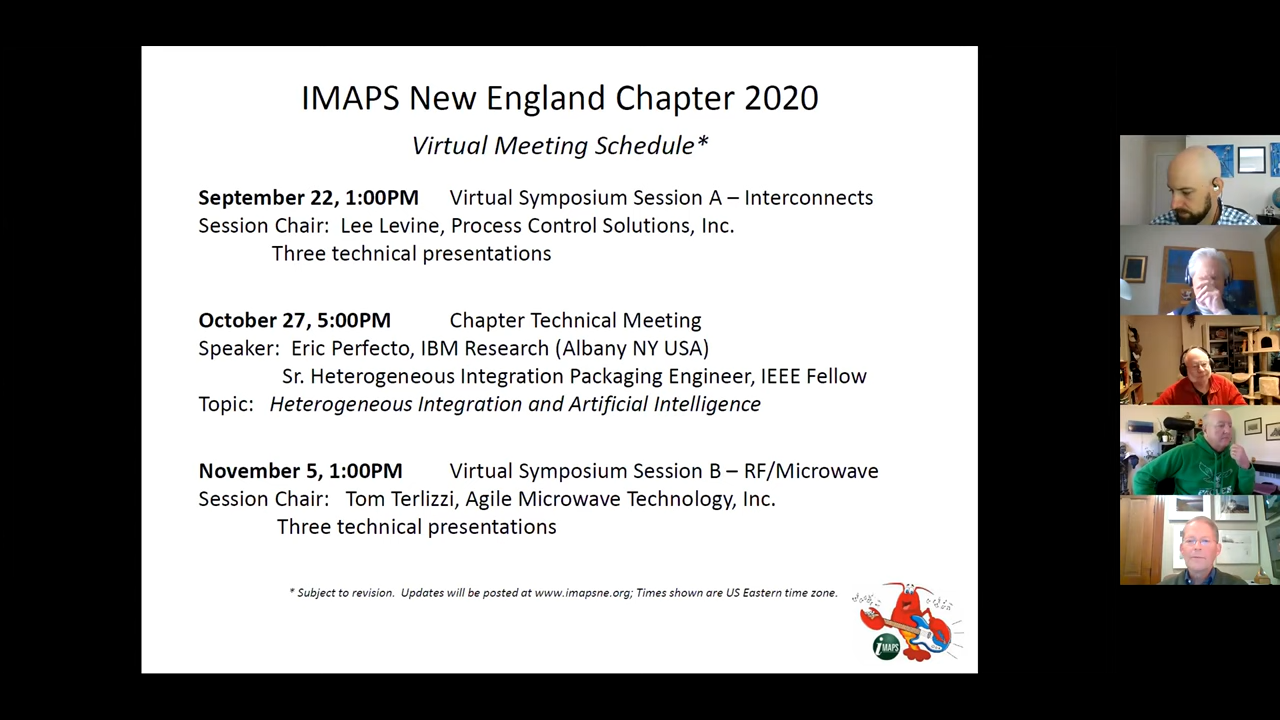 IMAPS New England Chapter 2020
Virtual Meeting Schedule*
September 22, 1:00PM Virtual Symposium Session A – Interconnects
Session Chair: Lee Levine, Process Control Solutions, Inc.
Three technical presentations
October 27, 5:00PM Chapter Technical Meeting
Speaker: Eric Perfecto, IBM Research (Albany NY USA)
Sr. Heterogeneous Integration Packaging Engineer, IEEE Fellow
Topic: Heterogeneous Integration and Artificial Intelligence
November 5, 1:00PM Virtual Symposium Session B – RF/Microwave
Session Chair: Tom Terlizzi, Agile Microwave Technology, Inc.
Three technical presentations
* Subject to revision. Updates will be posted at www.imapsne.org; Times shown are US Eastern time zone.
iMAPS